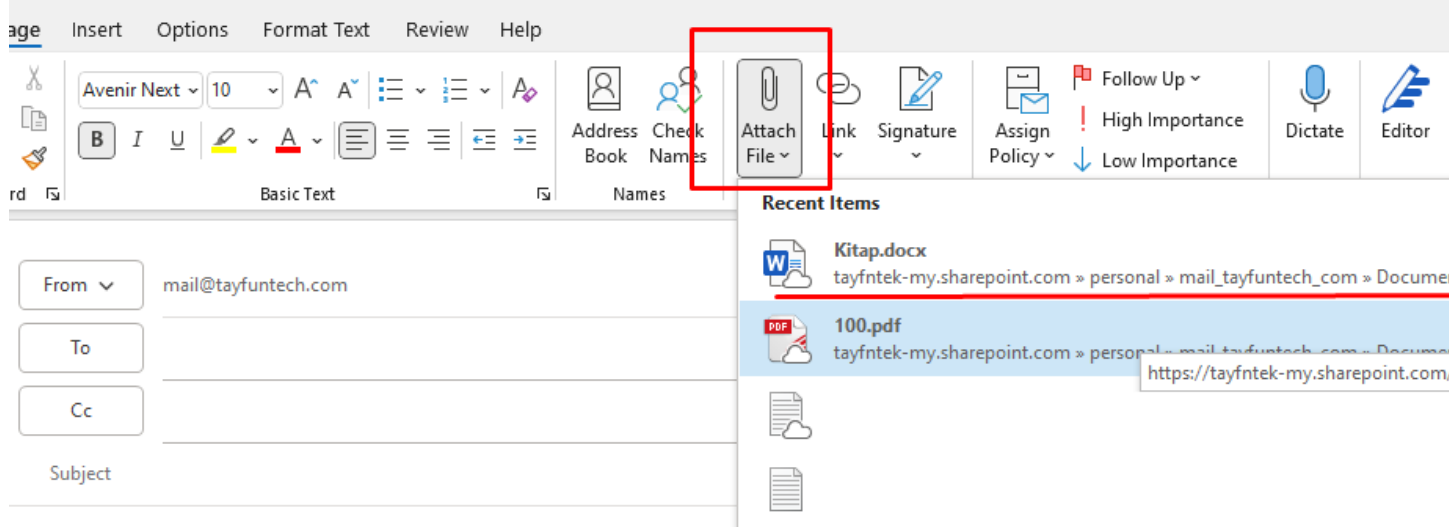 age Insert Options Format Text Review Help
Avenir Next 10
B I U A
Address Book
Check Names
Attach File
Link
Signature
Assign Policy
Follow Up
High Importance
Low Importance
Dictate
Editor
rd Basic Text Names
Recent Items
W Kitap.docx
tayfntek-my.sharepoint.com » personal » mail_tayfuntech_com » Docume
PDF 100.pdf
tayfntek-my.sharepoint.com » personal » mail_tayfuntech_com » Docume
https://tayfntek-my.sharepoint.com/
From mail@tayfuntech.com
To
Cc
Subject